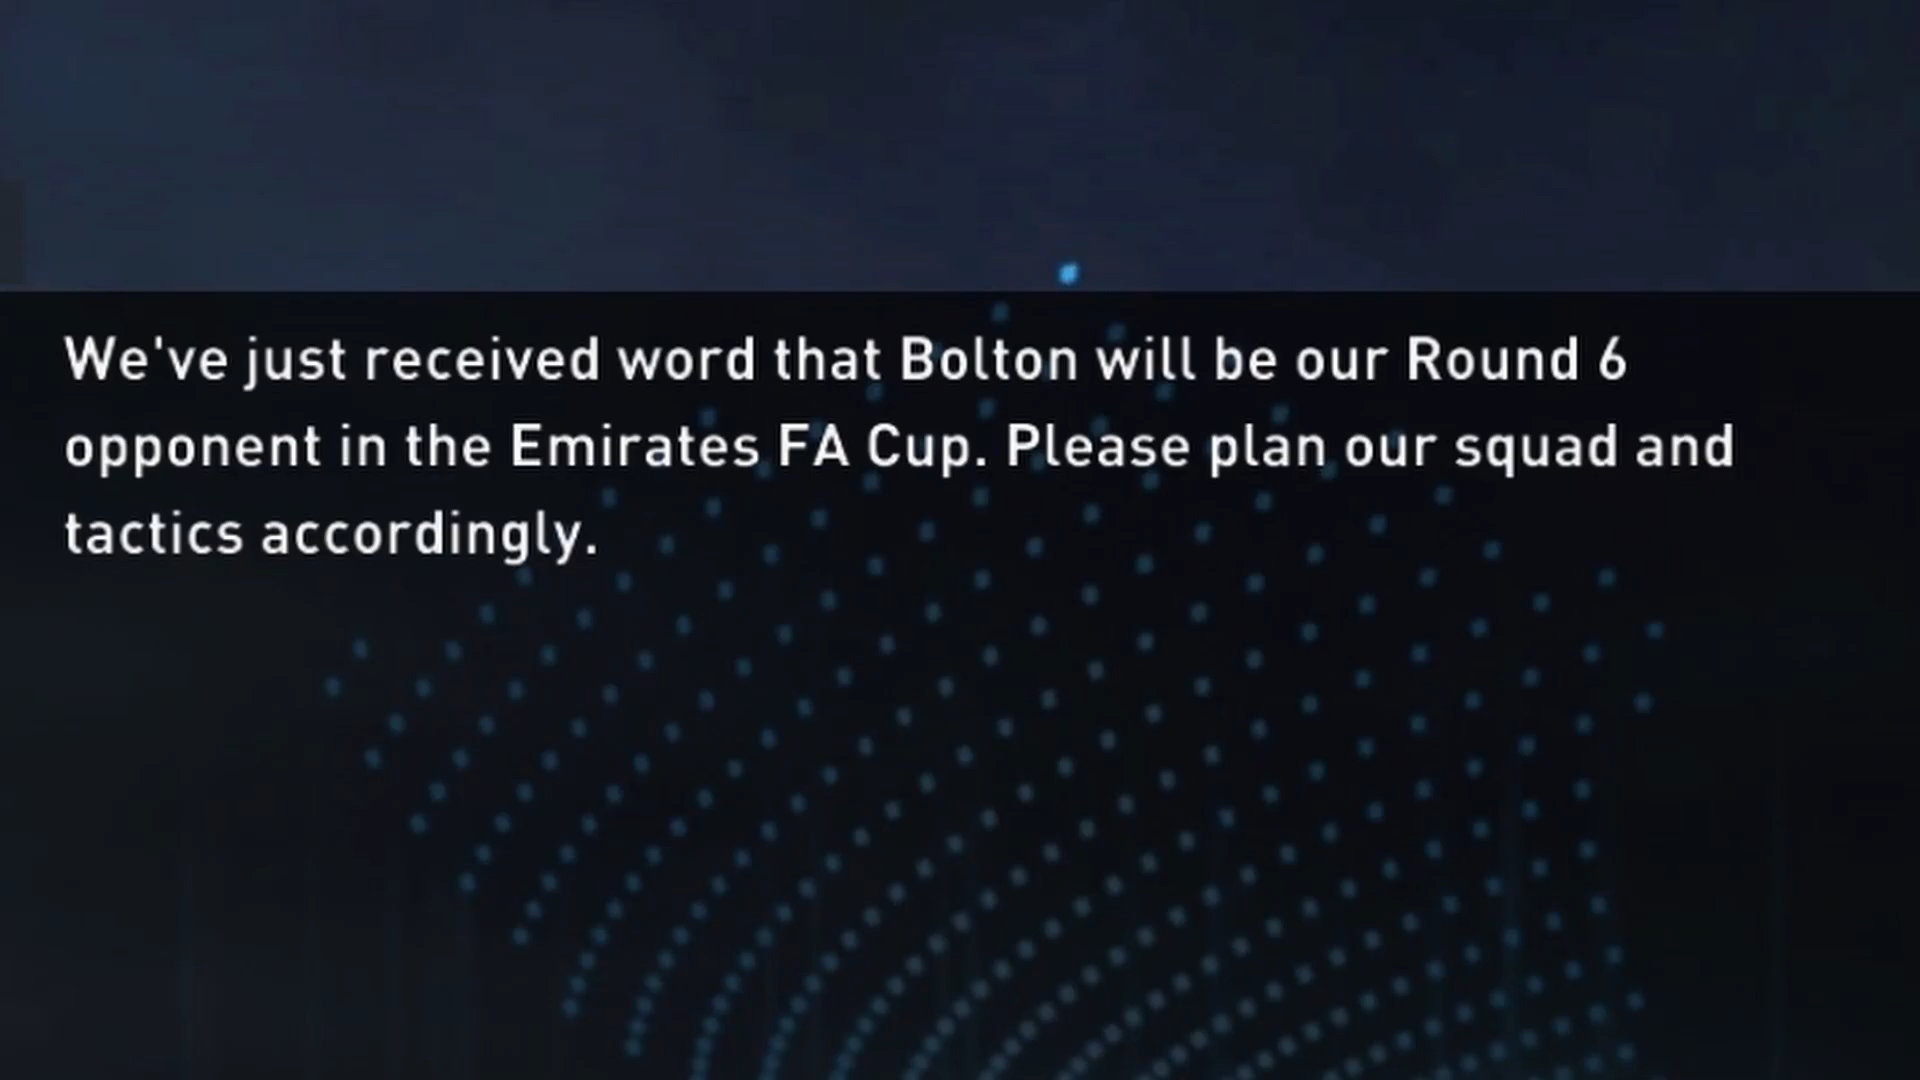 We've just received word that Bolton will be our Round 6
opponent in the Emirates FA Cup. Please plan our squad and
tactics accordingly.